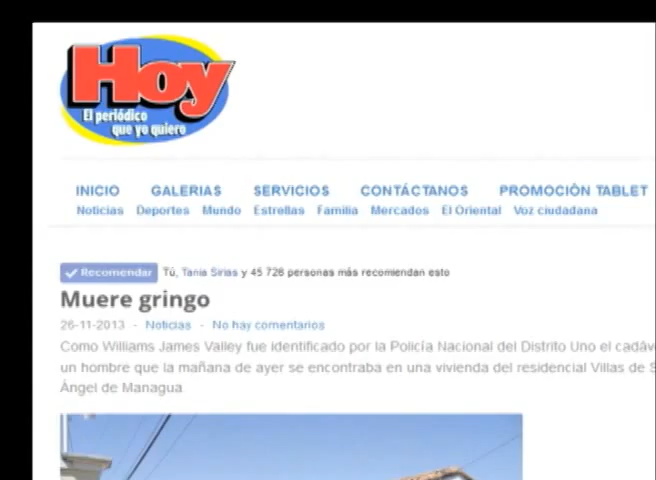 Hoy
El periódico
que yo quiero
INICIO GALERIAS SERVICIOS CONTÁCTANOS PROMOCIÓN TABLET
Noticias Deportes Mundo Estrellas Familia Mercados El Oriental Voz ciudadana
Recomendar Tú, Tania Sirias y 45 728 personas más recomiendan esto
Muere gringo
26-11-2013 - Noticias - No hay comentarios
Como Williams James Valley fue identificado por la Policía Nacional del Distrito Uno el cadáv
un hombre que la mañana de ayer se encontraba en una vivienda del residencial Villas de S
Ángel de Managua